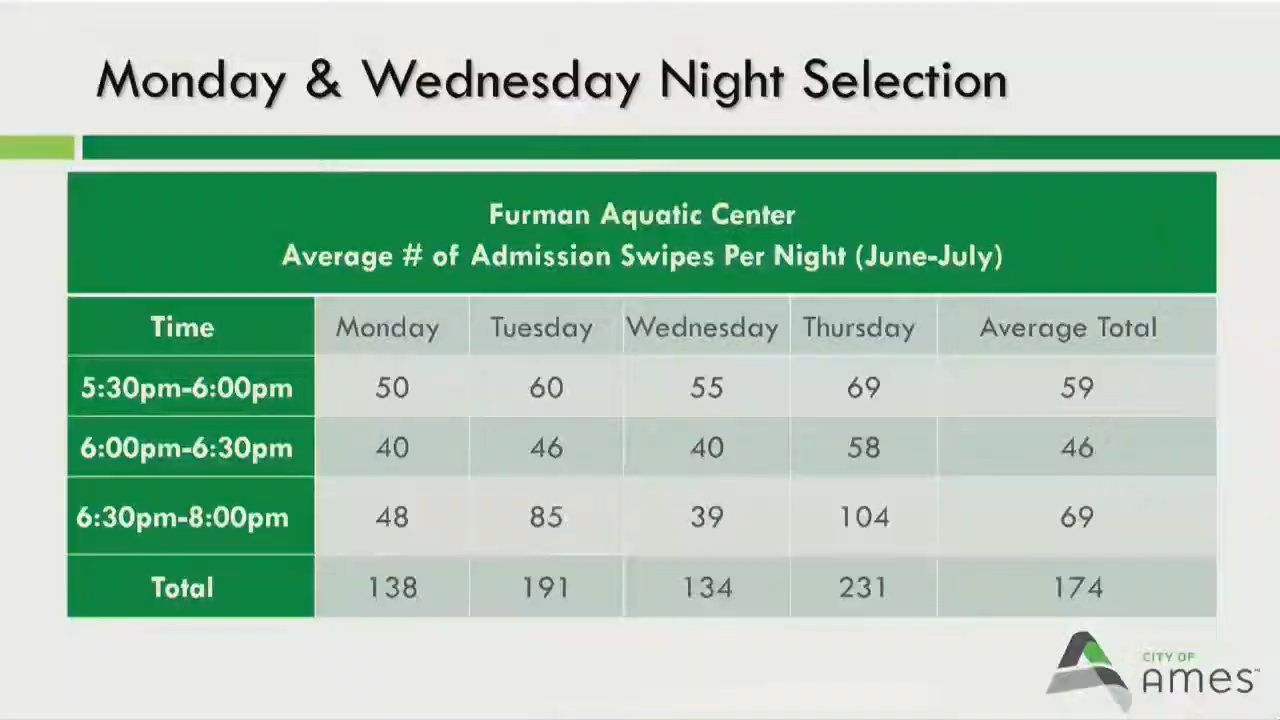 Monday & Wednesday Night Selection
Furman Aquatic Center
Average # of Admission Swipes Per Night (June-July)
Time Monday Tuesday Wednesday Thursday Average Total
5:30pm-6:00pm 50 60 55 69 59
6:00pm-6:30pm 40 46 40 58 46
6:30pm-8:00pm 48 85 39 104 69
Total 138 191 134 231 174
CITY OF
Ames™